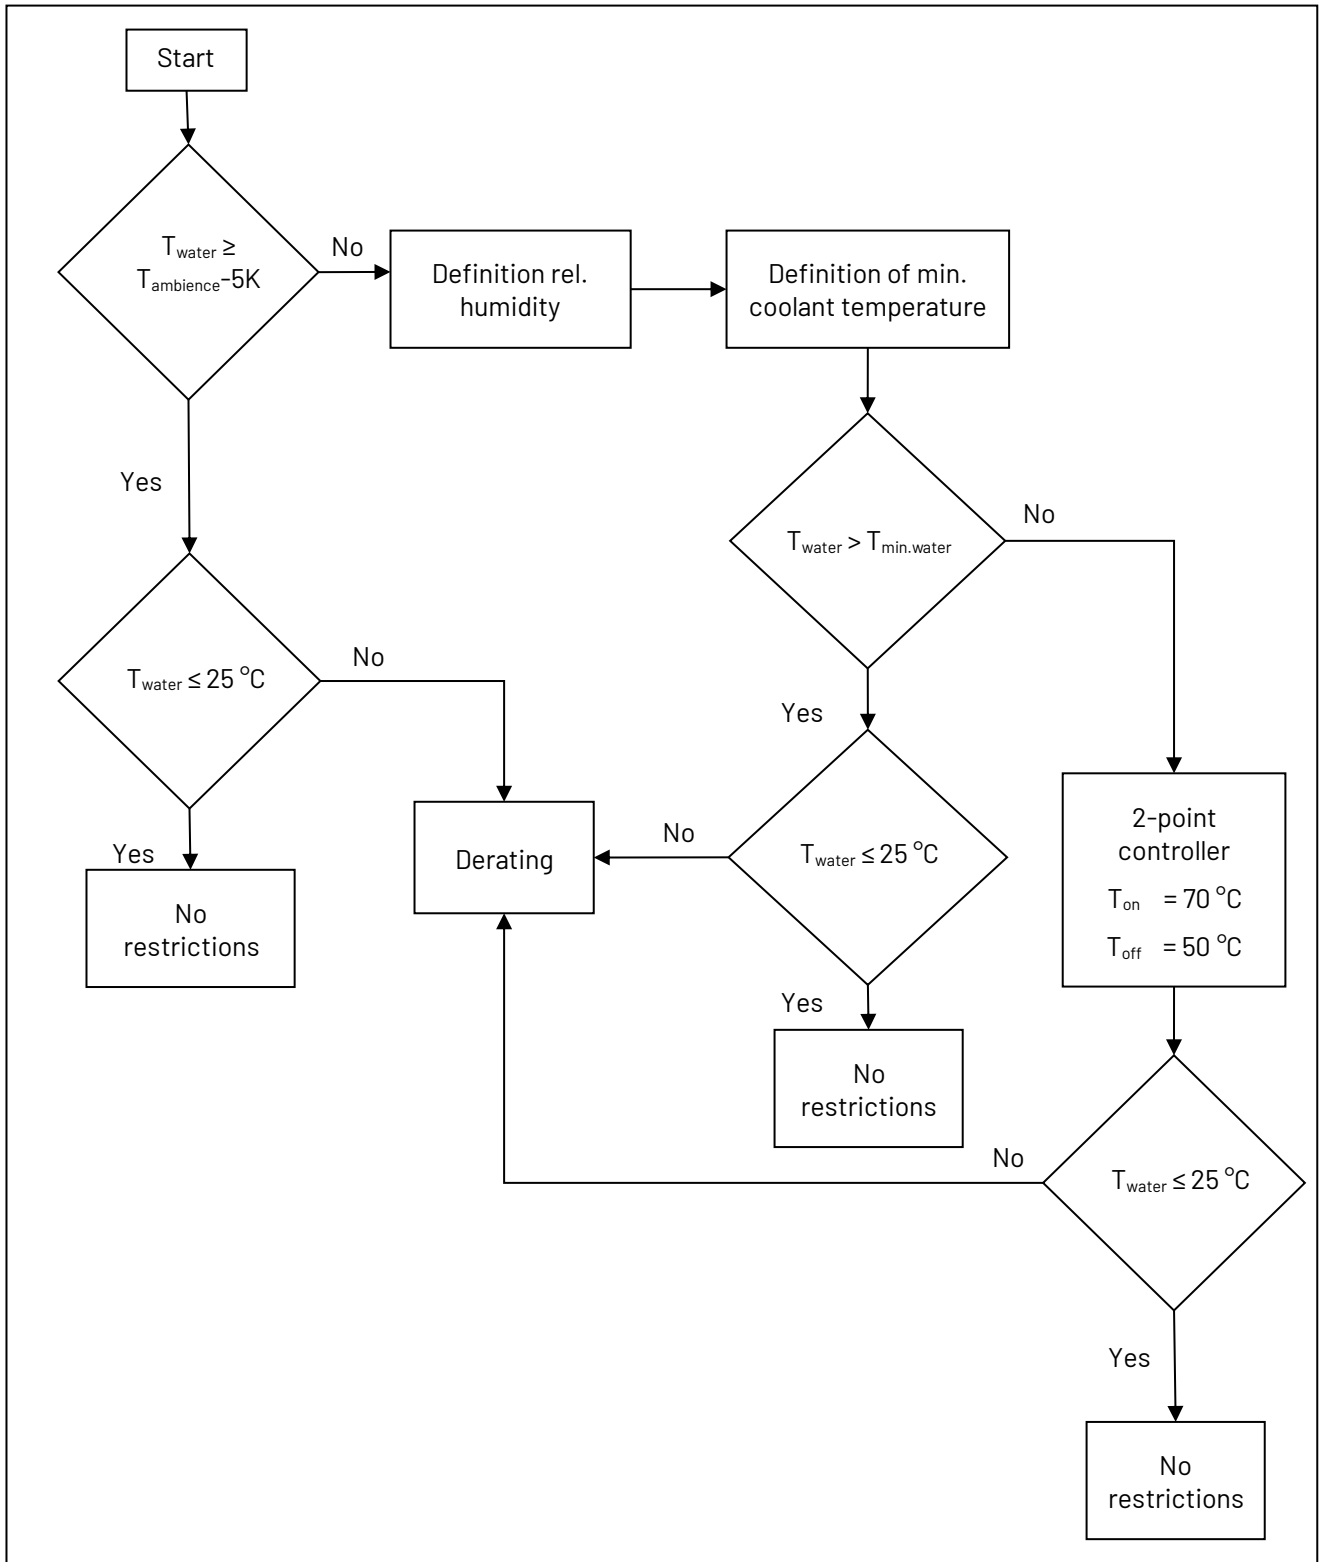 Start
T_water ≥
T_ambience-5K
No
Definition rel.
humidity
Definition of min.
coolant temperature
Yes
T_water > T_min.water
No
T_water ≤ 25 °C
No
Yes
Yes
No
restrictions
Derating
No
T_water ≤ 25 °C
2-point
controller
T_on = 70 °C
T_off = 50 °C
Yes
No
restrictions
No
T_water ≤ 25 °C
Yes
No
restrictions